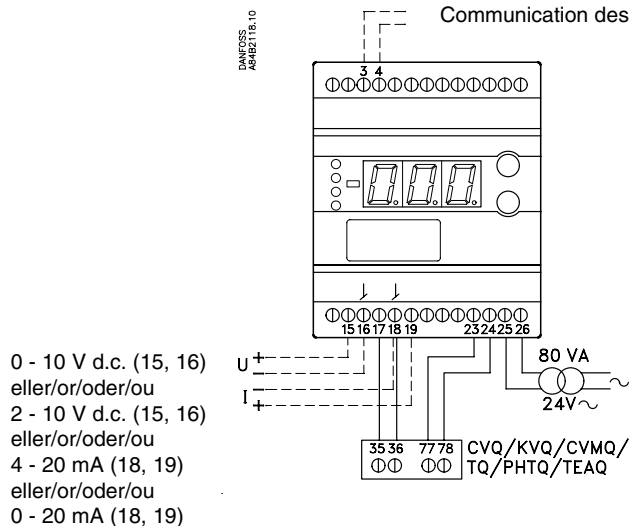 Communication des
DANFOSS
A84B2118.10
3 4
15 16 17 18 19 23 24 25 26
0 - 10 V d.c. (15, 16)
eller/or/oder/ou
2 - 10 V d.c. (15, 16)
eller/or/oder/ou
4 - 20 mA (18, 19)
eller/or/oder/ou
0 - 20 mA (18, 19)
U + -
I - +
80 VA
24V ~
35 36 77 78
CVQ/KVQ/CVMQ/
TQ/PHTQ/TEAQ